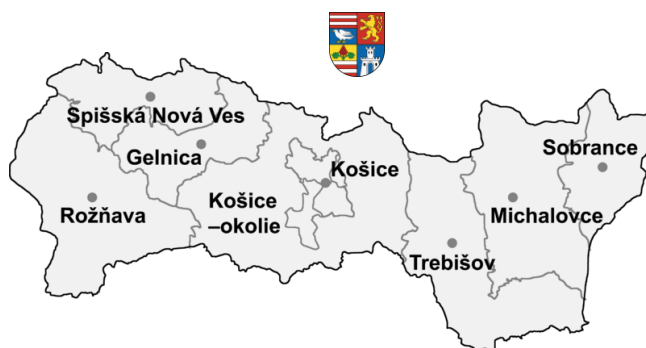 Spišská Nová Ves
Gelnica
Rožňava
Košice
–okolie
Košice
Trebišov
Michalovce
Sobrance